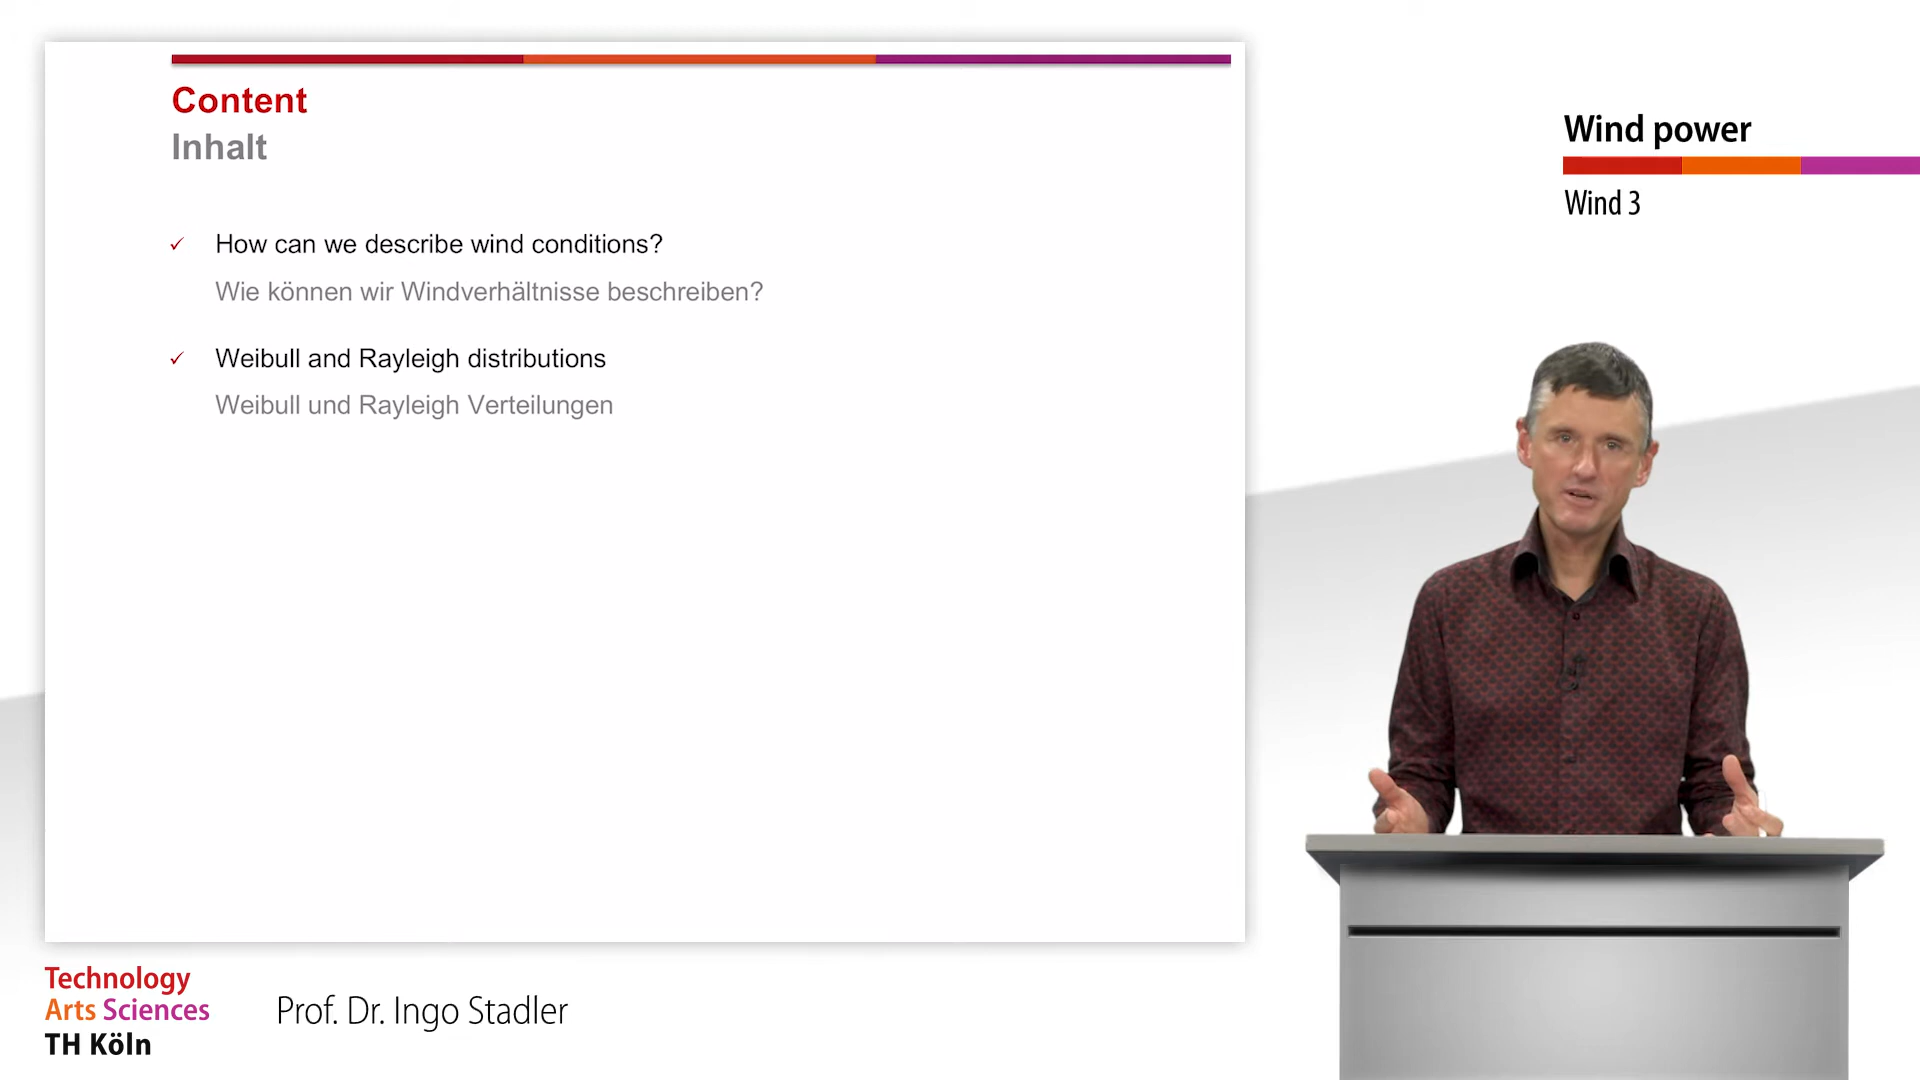 Content
Inhalt
How can we describe wind conditions?
Wie können wir Windverhältnisse beschreiben?
Weibull and Rayleigh distributions
Weibull und Rayleigh Verteilungen
Wind power
Wind 3
Technology
Arts Sciences
TH Köln
Prof. Dr. Ingo Stadler